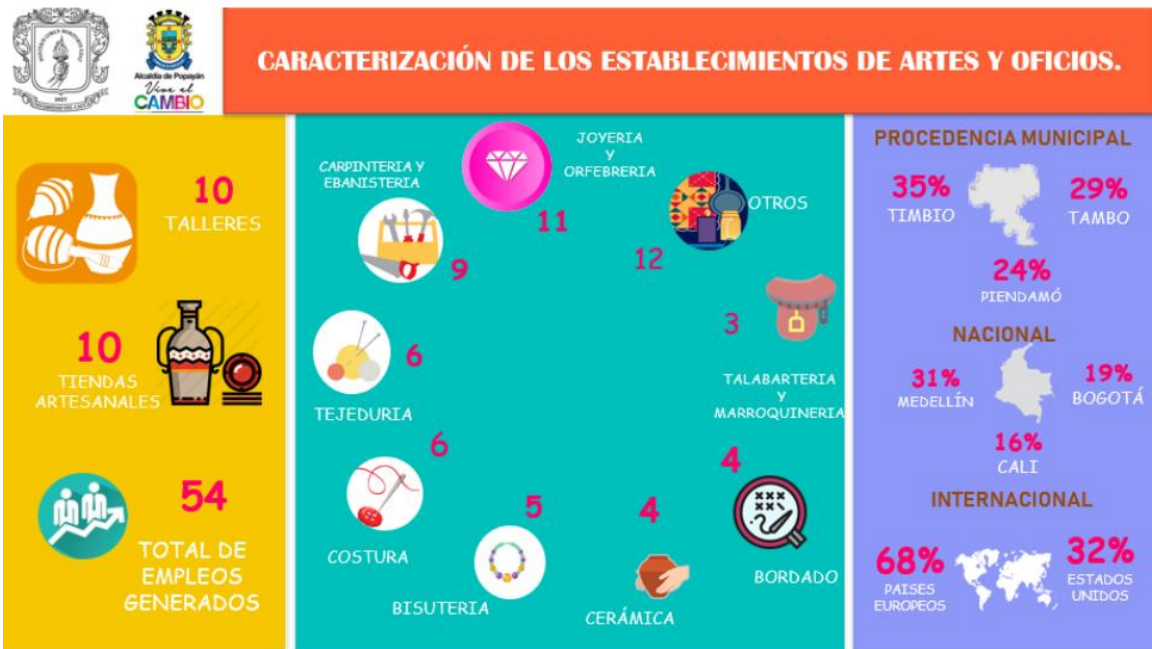 Alcaldía de Popayán
Vive el
CAMBIO
CARACTERIZACIÓN DE LOS ESTABLECIMIENTOS DE ARTES Y OFICIOS.
10
TALLERES
10
TIENDAS
ARTESANALES
54
TOTAL DE
EMPLEOS
GENERADOS
CARPINTERIA Y
EBANISTERIA
9
JOYERIA
Y
ORFEBRERIA
11
OTROS
12
3
TALABARTERIA
Y
MARROQUINERIA
6
TEJEDURIA
6
COSTURA
5
BISUTERIA
4
CERÁMICA
4
BORDADO
PROCEDENCIA MUNICIPAL
35%
TIMBIO
29%
TAMBO
24%
PIENDAMÓ
NACIONAL
31%
MEDELLÍN
19%
BOGOTÁ
16%
CALI
INTERNACIONAL
68%
PAISES
EUROPEOS
32%
ESTADOS
UNIDOS